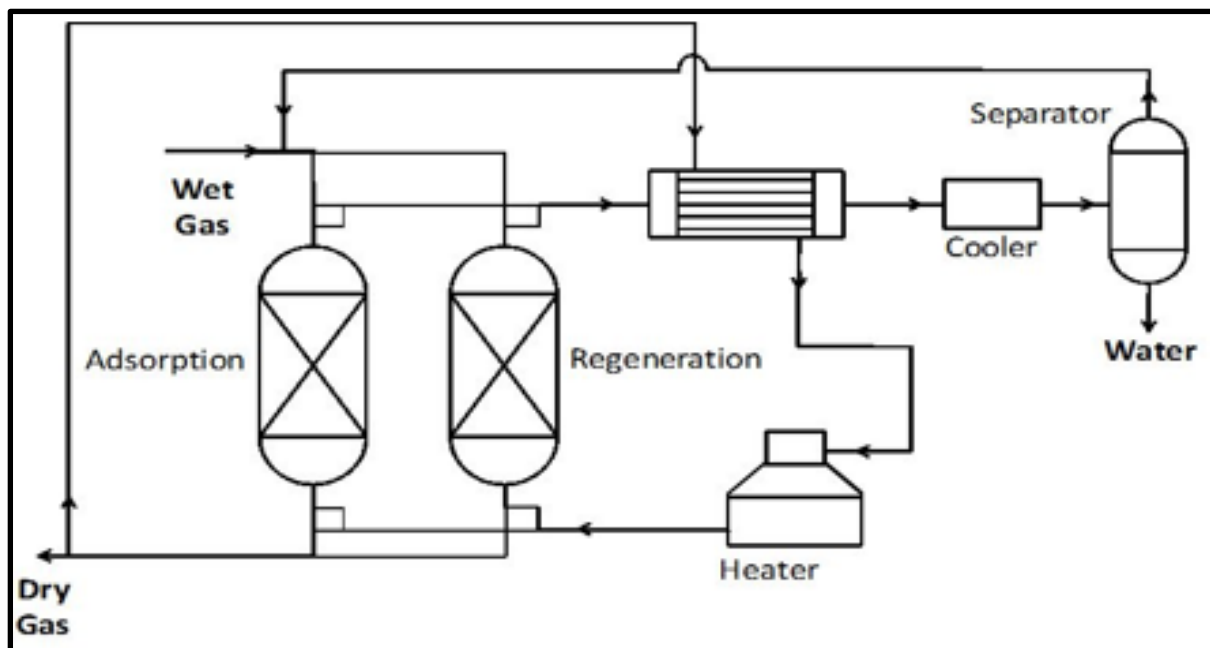 Separator
Wet
Gas
Cooler
Adsorption
Regeneration
Water
Heater
Dry
Gas